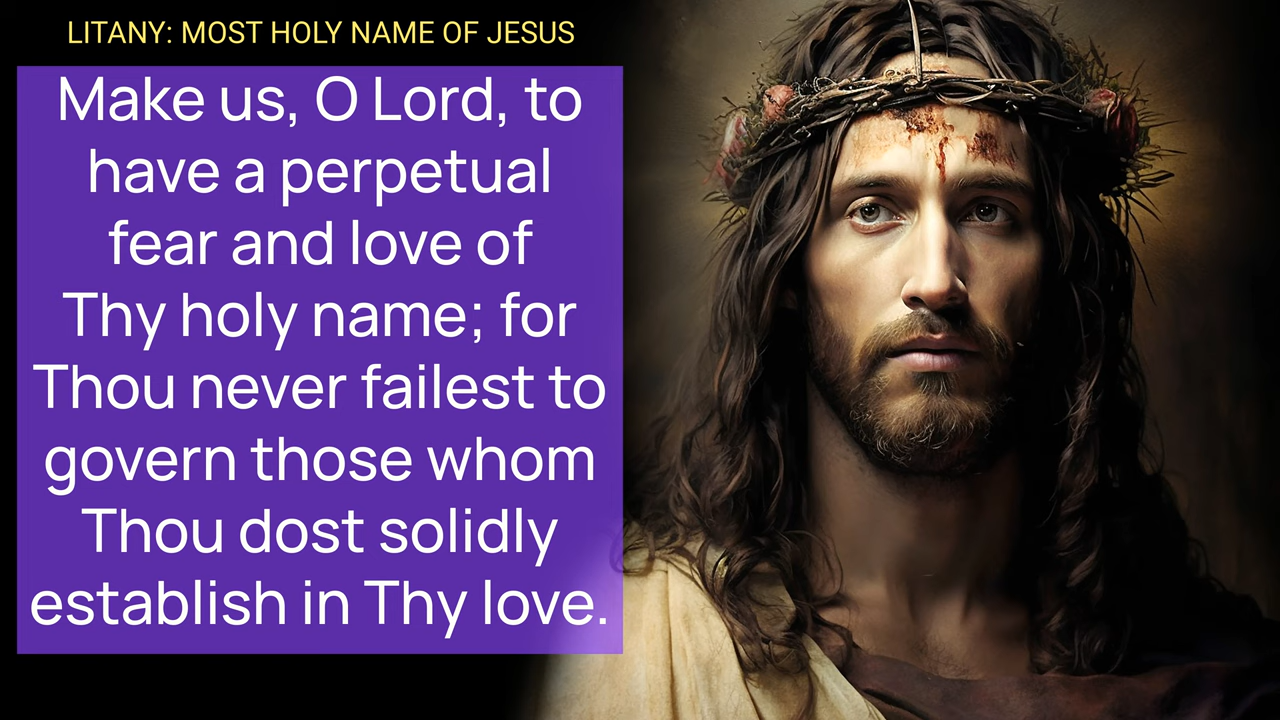 LITANY: MOST HOLY NAME OF JESUS
Make us, O Lord, to
have a perpetual
fear and love of
Thy holy name; for
Thou never failest to
govern those whom
Thou dost solidly
establish in Thy love.